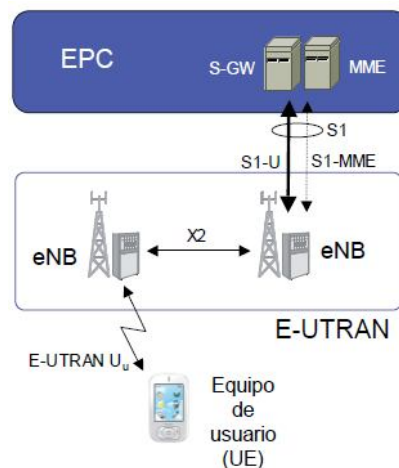 EPC
S-GW
MME
S1
S1-U
S1-MME
eNB
X2
eNB
E-UTRAN
E-UTRAN Uu
Equipo
de
usuario
(UE)